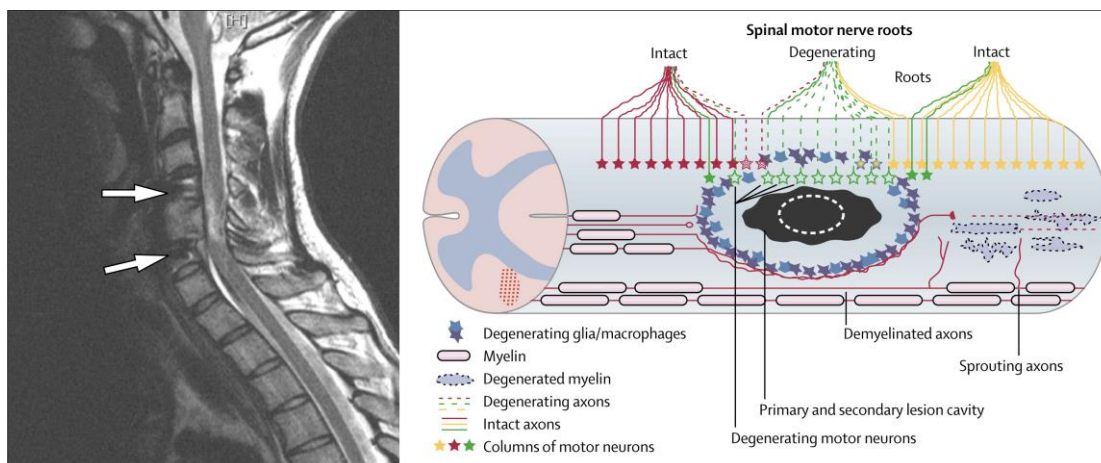 [H]
Spinal motor nerve roots
Intact
Degenerating
Intact
Roots
Degenerating glia/macrophages
Myelin
Degenerated myelin
Degenerating axons
Intact axons
Columns of motor neurons
Demyelinated axons
Sprouting axons
Primary and secondary lesion cavity
Degenerating motor neurons